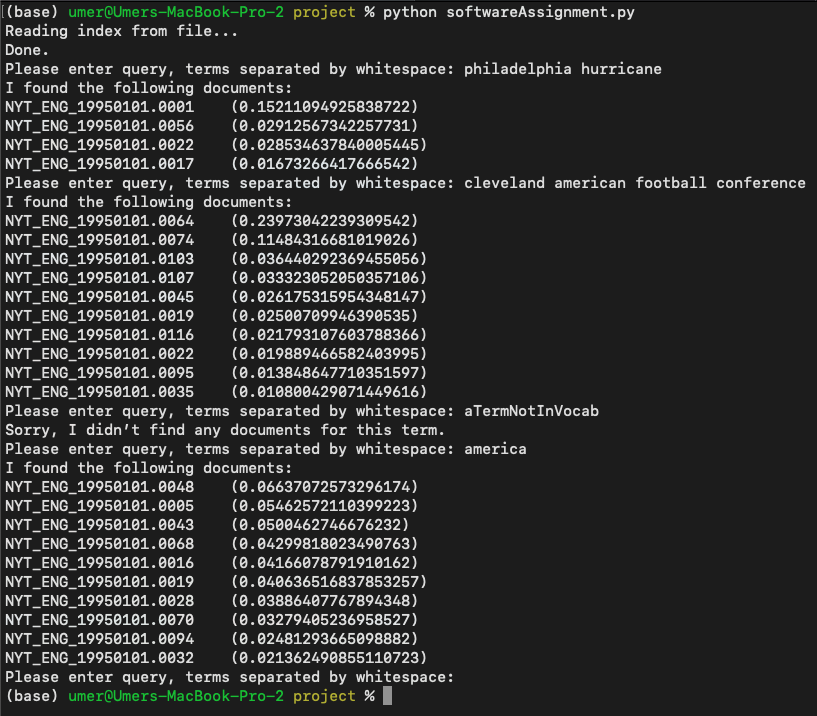 (base) umer@Umers-MacBook-Pro-2 project % python softwareAssignment.py
Reading index from file...
Done.
Please enter query, terms separated by whitespace: philadelphia hurricane
I found the following documents:
NYT_ENG_19950101.0001    (0.15211094925838722)
NYT_ENG_19950101.0056    (0.02912567342257731)
NYT_ENG_19950101.0022    (0.028534637840005445)
NYT_ENG_19950101.0017    (0.01673266417666542)
Please enter query, terms separated by whitespace: cleveland american football conference
I found the following documents:
NYT_ENG_19950101.0064    (0.23973042239309542)
NYT_ENG_19950101.0074    (0.11484316681019026)
NYT_ENG_19950101.0103    (0.036440292369455056)
NYT_ENG_19950101.0107    (0.033323052050357106)
NYT_ENG_19950101.0045    (0.026175315954348147)
NYT_ENG_19950101.0019    (0.02500709946390535)
NYT_ENG_19950101.0116    (0.021793107603788366)
NYT_ENG_19950101.0022    (0.019889466582403995)
NYT_ENG_19950101.0095    (0.013848647710351597)
NYT_ENG_19950101.0035    (0.010800429071449616)
Please enter query, terms separated by whitespace: aTermNotInVocab
Sorry, I didn’t find any documents for this term.
Please enter query, terms separated by whitespace: america
I found the following documents:
NYT_ENG_19950101.0048    (0.06637072573296174)
NYT_ENG_19950101.0005    (0.05462572110399223)
NYT_ENG_19950101.0043    (0.0500462746676232)
NYT_ENG_19950101.0068    (0.04299818023490763)
NYT_ENG_19950101.0016    (0.04166078791910162)
NYT_ENG_19950101.0019    (0.040636516837853257)
NYT_ENG_19950101.0028    (0.03886407767894348)
NYT_ENG_19950101.0070    (0.03279405236958527)
NYT_ENG_19950101.0094    (0.02481293665098882)
NYT_ENG_19950101.0032    (0.021362490855110723)
Please enter query, terms separated by whitespace:
(base) umer@Umers-MacBook-Pro-2 project %